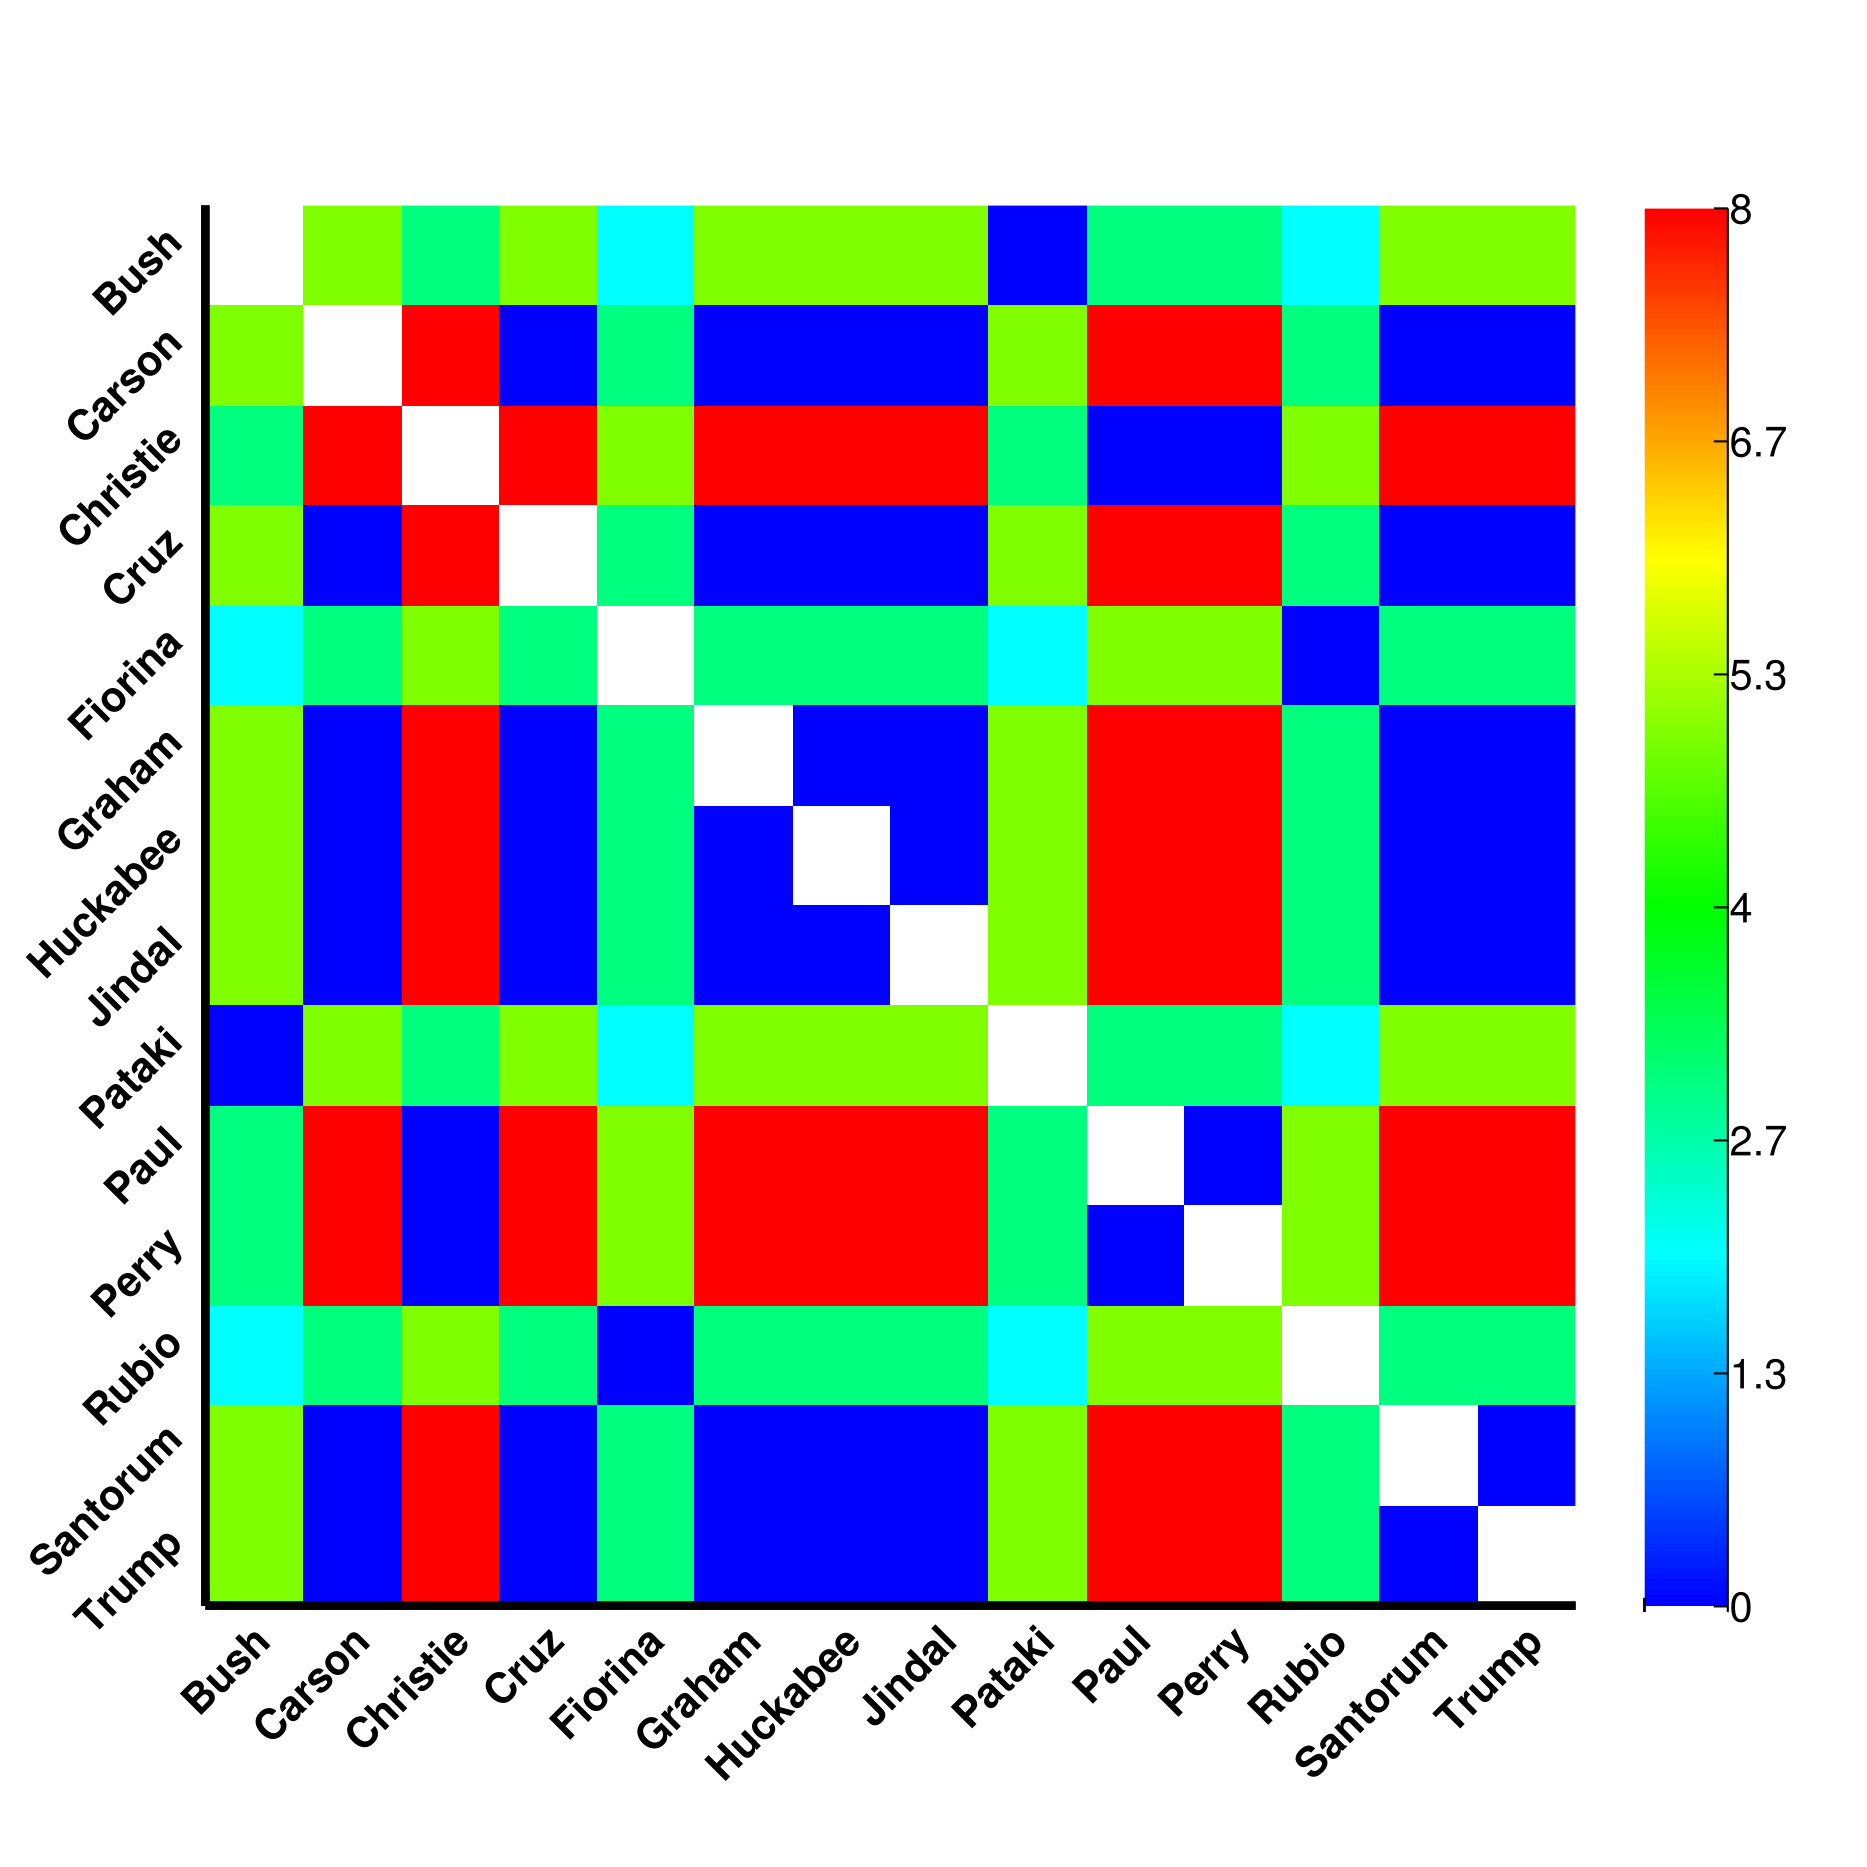 Bush
Carson
Christie
Cruz
Fiorina
Graham
Huckabee
Jindal
Pataki
Paul
Perry
Rubio
Santorum
Trump
Bush
Carson
Christie
Cruz
Fiorina
Graham
Huckabee
Jindal
Pataki
Paul
Perry
Rubio
Santorum
Trump
8
6.7
5.3
4
2.7
1.3
0